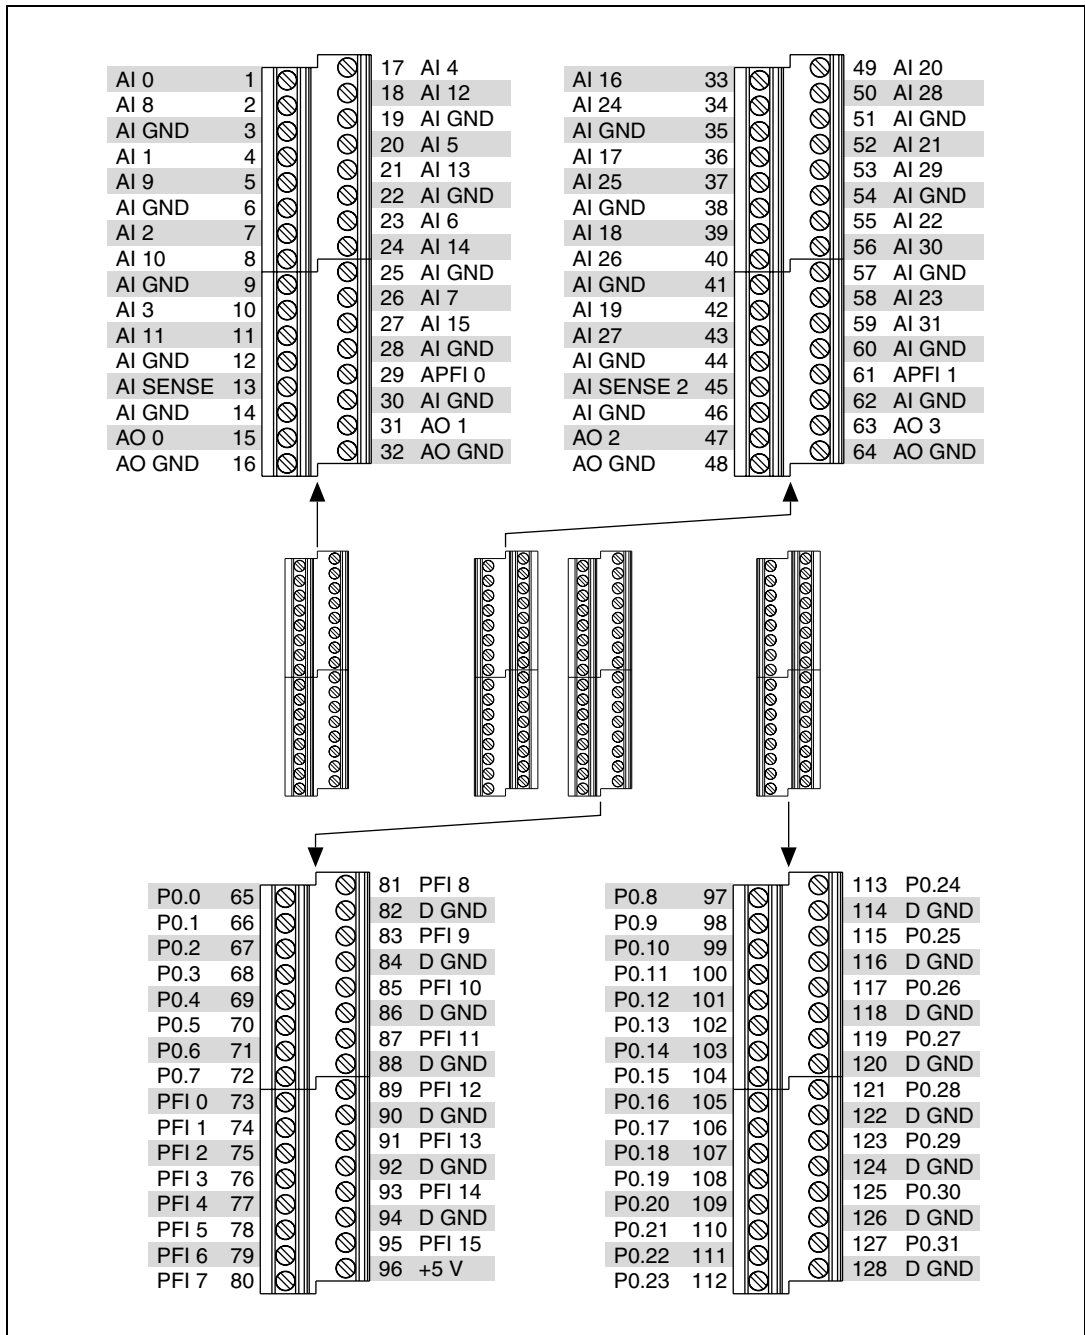 AI 0 1
AI 8 2
AI GND 3
AI 1 4
AI 9 5
AI GND 6
AI 2 7
AI 10 8
AI GND 9
AI 3 10
AI 11 11
AI GND 12
AI SENSE 13
AI GND 14
AO 0 15
AO GND 16
17 AI 4
18 AI 12
19 AI GND
20 AI 5
21 AI 13
22 AI GND
23 AI 6
24 AI 14
25 AI GND
26 AI 7
27 AI 15
28 AI GND
29 APFI 0
30 AI GND
31 AO 1
32 AO GND
AI 16 33
AI 24 34
AI GND 35
AI 17 36
AI 25 37
AI GND 38
AI 18 39
AI 26 40
AI GND 41
AI 19 42
AI 27 43
AI GND 44
AI SENSE 2 45
AI GND 46
AO 2 47
AO GND 48
49 AI 20
50 AI 28
51 AI GND
52 AI 21
53 AI 29
54 AI GND
55 AI 22
56 AI 30
57 AI GND
58 AI 23
59 AI 31
60 AI GND
61 APFI 1
62 AI GND
63 AO 3
64 AO GND
P0.0 65
P0.1 66
P0.2 67
P0.3 68
P0.4 69
P0.5 70
P0.6 71
P0.7 72
PFI 0 73
PFI 1 74
PFI 2 75
PFI 3 76
PFI 4 77
PFI 5 78
PFI 6 79
PFI 7 80
81 PFI 8
82 D GND
83 PFI 9
84 D GND
85 PFI 10
86 D GND
87 PFI 11
88 D GND
89 PFI 12
90 D GND
91 PFI 13
92 D GND
93 PFI 14
94 D GND
95 PFI 15
96 +5 V
P0.8 97
P0.9 98
P0.10 99
P0.11 100
P0.12 101
P0.13 102
P0.14 103
P0.15 104
P0.16 105
P0.17 106
P0.18 107
P0.19 108
P0.20 109
P0.21 110
P0.22 111
P0.23 112
113 P0.24
114 D GND
115 P0.25
116 D GND
117 P0.26
118 D GND
119 P0.27
120 D GND
121 P0.28
122 D GND
123 P0.29
124 D GND
125 P0.30
126 D GND
127 P0.31
128 D GND